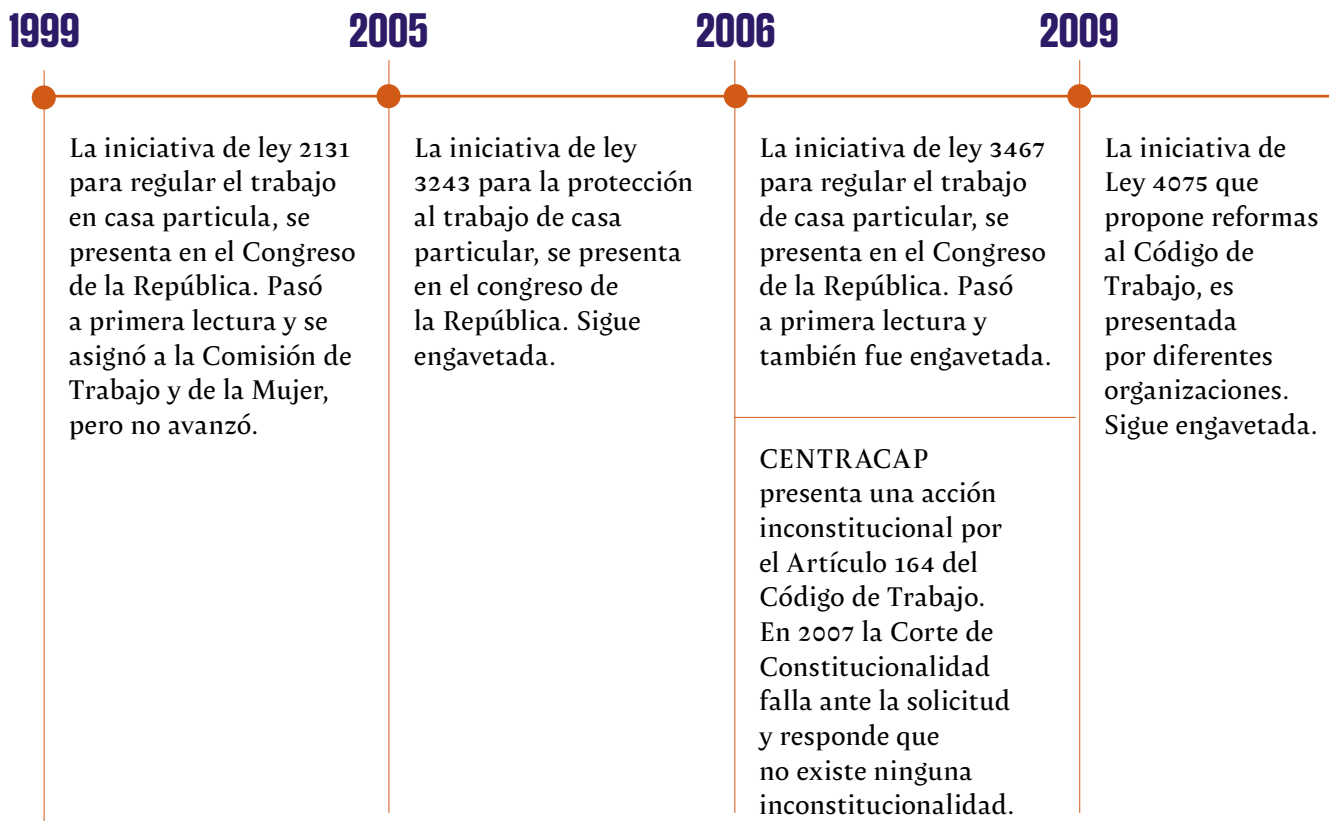 1999
La iniciativa de ley 2131
para regular el trabajo
en casa particula, se
presenta en el Congreso
de la República. Pasó
a primera lectura y se
asignó a la Comisión de
Trabajo y de la Mujer,
pero no avanzó.
2005
La iniciativa de ley
3243 para la protección
al trabajo de casa
particular, se presenta
en el congreso de
la República. Sigue
engavetada.
2006
La iniciativa de ley 3467
para regular el trabajo
de casa particular, se
presenta en el Congreso
de la República. Pasó
a primera lectura y
también fue engavetada.
CENTRACAP
presenta una acción
inconstitucional por
el Artículo 164 del
Código de Trabajo.
En 2007 la Corte de
Constitucionalidad
falla ante la solicitud
y responde que
no existe ninguna
inconstitucionalidad.
2009
La iniciativa de
Ley 4075 que
propone reformas
al Código de
Trabajo, es
presentada
por diferentes
organizaciones.
Sigue engavetada.